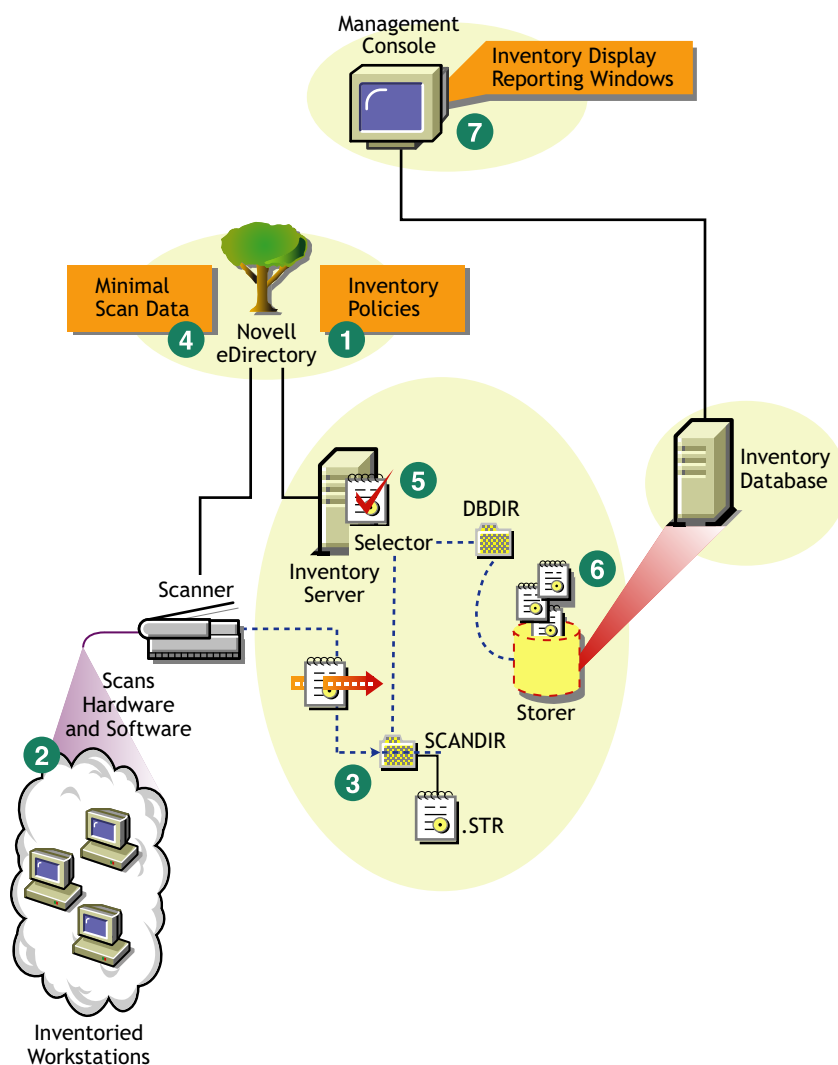 Management
Console
Inventory Display
Reporting Windows
7
Minimal
Scan Data
4
Novell
eDirectory
Inventory
Policies
1
Inventory
Database
5
Selector
Inventory
Server
DBDIR
6
Storer
Scanner
Scans
Hardware
and Software
2
SCANDIR
3
.STR
Inventoried
Workstations